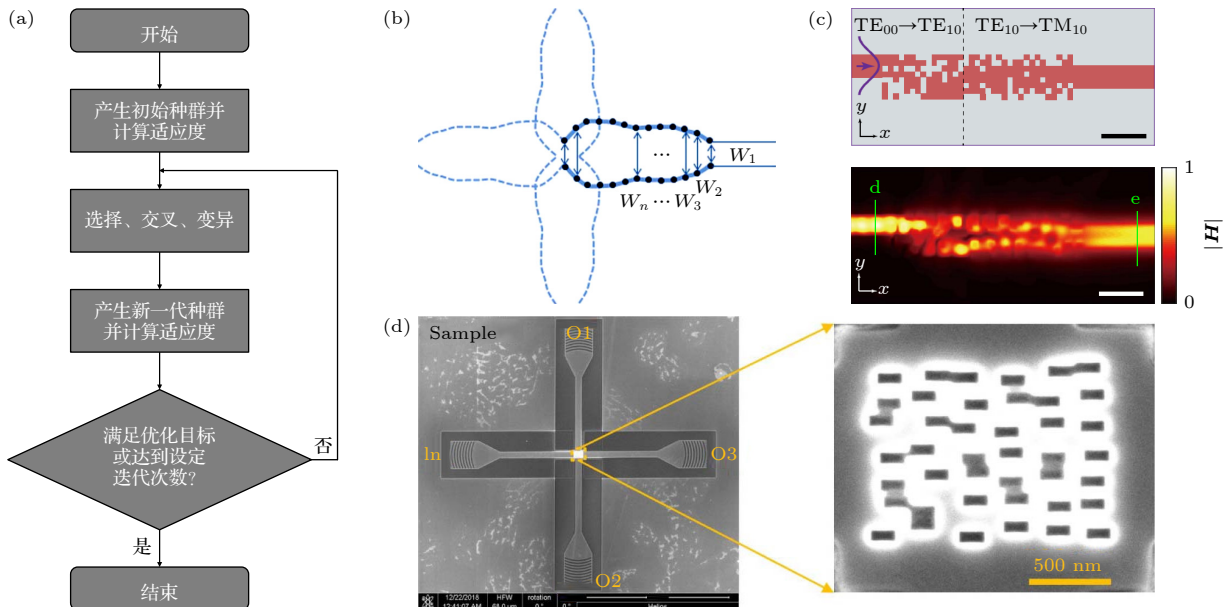 (a)
开始
产生初始种群并
计算适应度
选择、交叉、变异
产生新一代种群
并计算适应度
满足优化目标
或达到设定
迭代次数?
否
是
结束
(b)
W₁
W₂
Wₙ ⋯ W₃
⋯
(c)
TE₀₀→TE₁₀
TE₁₀→TM₁₀
y
x
d
e
y
x
1
0
|H|
(d)
Sample
O1
In
O3
O2
12/22/2018
HFW
rotation
500 nm